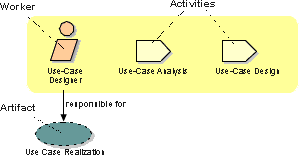 Worker
Activities
Use-Case
Designer
Use-Case Analysis
Use-Case Design
responsible for
Artifact
Use Case Realization